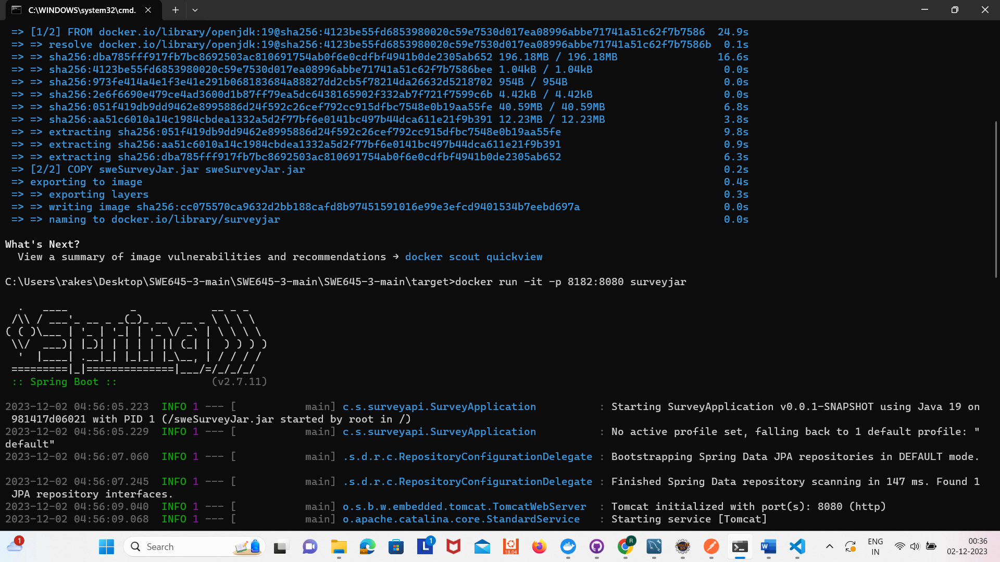 C:\WINDOWS\system32\cmd.
=> [1/2] FROM docker.io/library/openjdk:19@sha256:4123be55fd6853980020c59e7530d017ea08996abbe71741a51c62f7b7586 24.9s
=> => resolve docker.io/library/openjdk:19@sha256:4123be55fd6853980020c59e7530d017ea08996abbe71741a51c62f7b7586b 0.1s
=> => sha256:dba785fff917fb7bc8692503ac810691754ab0f6e0cdfbf4941b0de2305ab652 196.18MB / 196.18MB 16.6s
=> => sha256:4123be55fd6853980020c59e7530d017ea08996abbe71741a51c62f7b7586bee 1.04kB / 1.04kB 0.0s
=> => sha256:973fe414a4e1f3e41e291b068183684a88827dd2cb5f78214da26632d5218702 954B / 954B 0.0s
=> => sha256:2e6f6690e479ce4ad3600d1b87ff79ea5dc6438165902f332ab7f721f7599c6b 4.42kB / 4.42kB 0.0s
=> => sha256:051f419db9dd9462e8995886d24f592c26cef792cc915dfbc7548e0b19aa55fe 40.59MB / 40.59MB 6.8s
=> => sha256:aa51c6010a14c1984cbdea1332a5d2f77bf6e0141bc497b44dca611e21f9b391 12.23MB / 12.23MB 3.8s
=> => extracting sha256:051f419db9dd9462e8995886d24f592c26cef792cc915dfbc7548e0b19aa55fe 9.8s
=> => extracting sha256:aa51c6010a14c1984cbdea1332a5d2f77bf6e0141bc497b44dca611e21f9b391 0.9s
=> => extracting sha256:dba785fff917fb7bc8692503ac810691754ab0f6e0cdfbf4941b0de2305ab652 6.3s
=> [2/2] COPY sweSurveyJar.jar sweSurveyJar.jar 0.2s
=> exporting to image 0.4s
=> => exporting layers 0.3s
=> => writing image sha256:cc075570ca9632d2bb188cafd8b97451591016e99e3efcd9401534b7eebd697a 0.0s
=> => naming to docker.io/library/surveyjar 0.0s
What's Next?
View a summary of image vulnerabilities and recommendations → docker scout quickview
C:\Users\rakes\Desktop\SWE645-3-main\SWE645-3-main\SWE645-3-main\target>docker run -it -p 8182:8080 surveyjar
  .   ____          _            __ _ _
 /\\ / ___'_ __ _ _(_)_ __  __ _ \ \ \ \
( ( )\___ | '_ | '_| | '_ \/ _` | \ \ \ \
 \\/  ___)| |_)| | | | | || (_| |  ) ) ) )
  '  |____| .__|_| |_|_| |_\__, | / / / /
 =========|_|==============|___/=/_/_/_/
:: Spring Boot :: (v2.7.11)
2023-12-02 04:56:05.223 INFO 1 --- [ main] c.s.surveyapi.SurveyApplication : Starting SurveyApplication v0.0.1-SNAPSHOT using Java 19 on
981417d06021 with PID 1 (/sweSurveyJar.jar started by root in /)
2023-12-02 04:56:05.229 INFO 1 --- [ main] c.s.surveyapi.SurveyApplication : No active profile set, falling back to 1 default profile: "
default"
2023-12-02 04:56:07.060 INFO 1 --- [ main] .s.d.r.c.RepositoryConfigurationDelegate : Bootstrapping Spring Data JPA repositories in DEFAULT mode.
2023-12-02 04:56:07.245 INFO 1 --- [ main] .s.d.r.c.RepositoryConfigurationDelegate : Finished Spring Data repository scanning in 147 ms. Found 1
JPA repository interfaces.
2023-12-02 04:56:09.040 INFO 1 --- [ main] o.s.b.w.embedded.tomcat.TomcatWebServer : Tomcat initialized with port(s): 8080 (http)
2023-12-02 04:56:09.068 INFO 1 --- [ main] o.apache.catalina.core.StandardService : Starting service [Tomcat]
1
Search
L 1
18.04
R
W
ENG
IN
00:36
02-12-2023